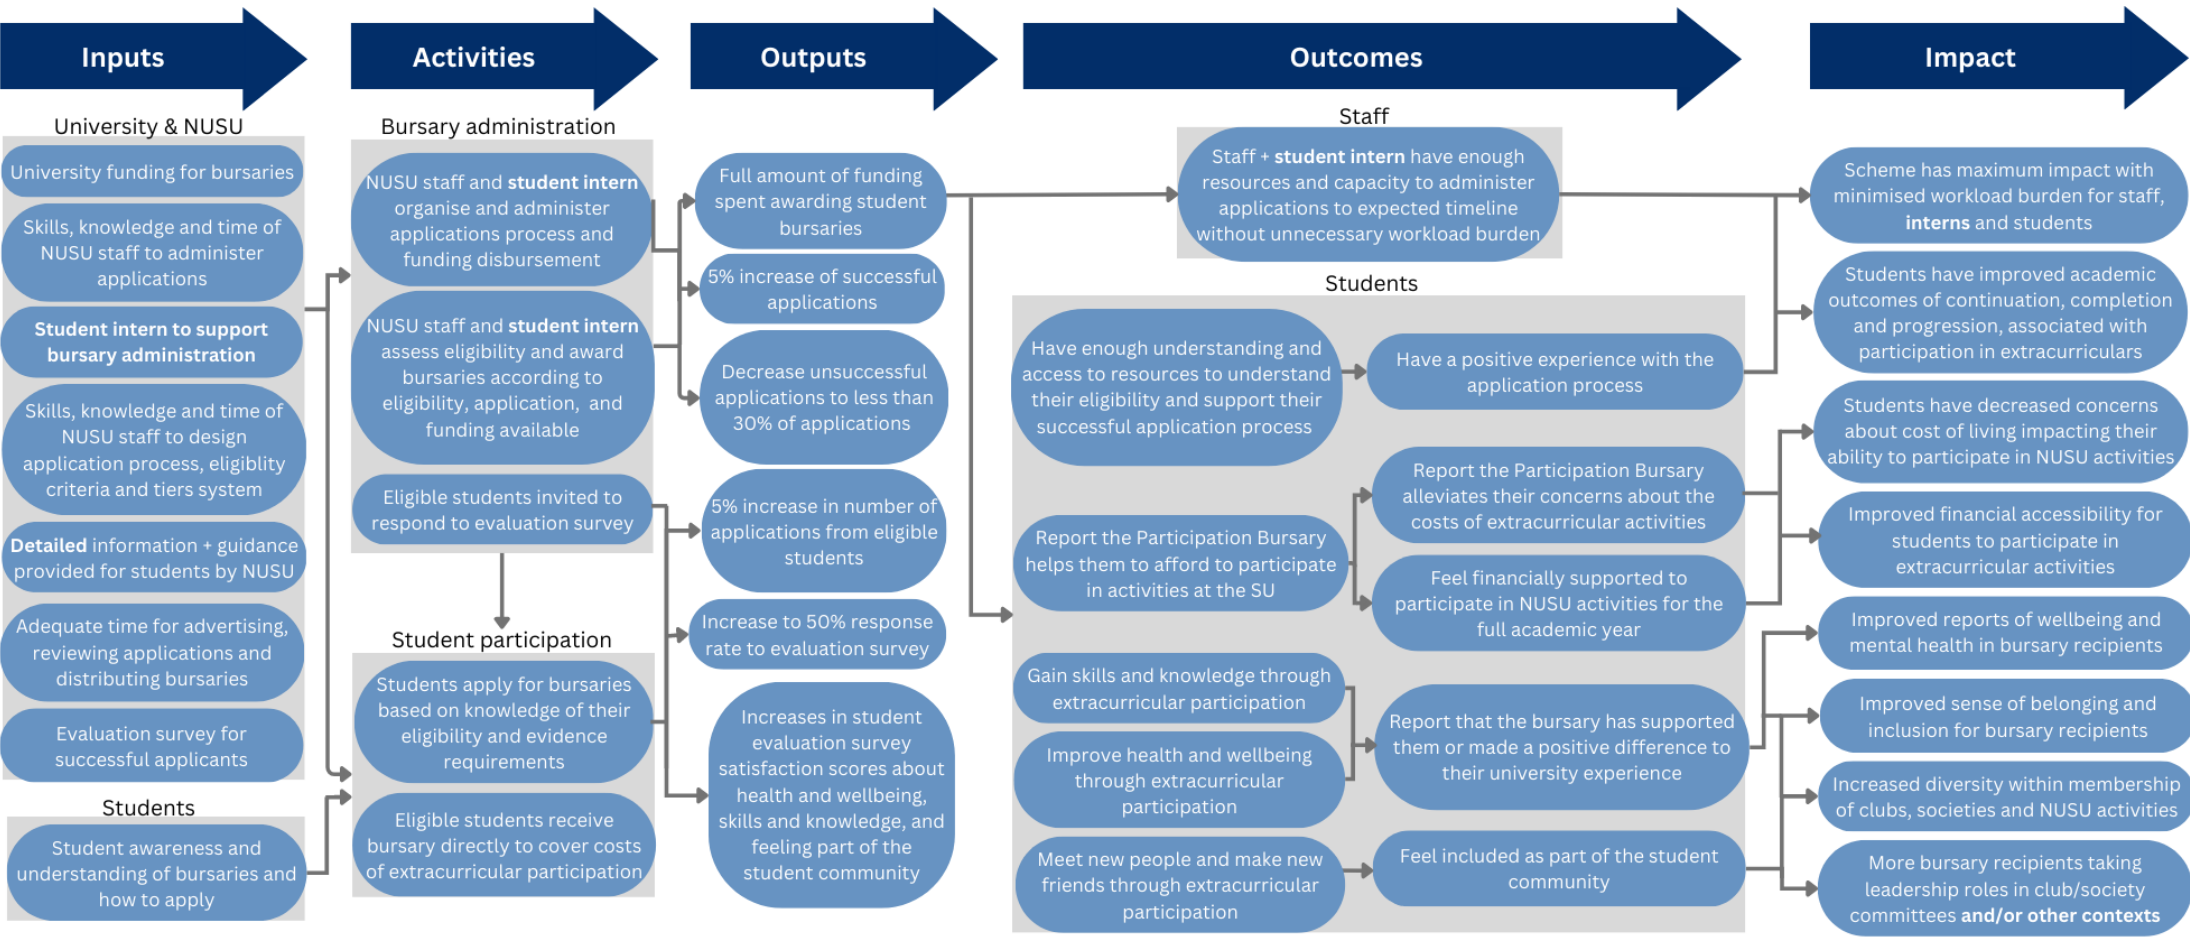 Inputs
Activities
Outputs
Outcomes
Impact
University & NUSU
University funding for bursaries
Skills, knowledge and time of
NUSU staff to administer
applications
Student intern to support
bursary administration
Skills, knowledge and time of
NUSU staff to design
application process, eligiblity
criteria and tiers system
Detailed information + guidance
provided for students by NUSU
Adequate time for advertising,
reviewing applications and
distributing bursaries
Evaluation survey for
successful applicants
Students
Student awareness and
understanding of bursaries and
how to apply
Bursary administration
NUSU staff and student intern
organise and administer
applications process and
funding disbursement
NUSU staff and student intern
assess eligibility and award
bursaries according to
eligibility, application, and
funding available
Eligible students invited to
respond to evaluation survey
Student participation
Students apply for bursaries
based on knowledge of their
eligibility and evidence
requirements
Eligible students receive
bursary directly to cover costs
of extracurricular participation
Full amount of funding
spent awarding student
bursaries
5% increase of successful
applications
Decrease unsuccessful
applications to less than
30% of applications
5% increase in number of
applications from eligible
students
Increase to 50% response
rate to evaluation survey
Increases in student
evaluation survey
satisfaction scores about
health and wellbeing,
skills and knowledge, and
feeling part of the
student community
Staff
Staff + student intern have enough
resources and capacity to administer
applications to expected timeline
without unnecessary workload burden
Students
Have enough understanding and
access to resources to understand
their eligibility and support their
successful application process
Have a positive experience with the
application process
Report the Participation Bursary
helps them to afford to participate
in activities at the SU
Report the Participation Bursary
alleviates their concerns about the
costs of extracurricular activities
Feel financially supported to
participate in NUSU activities for the
full academic year
Gain skills and knowledge through
extracurricular participation
Improve health and wellbeing
through extracurricular
participation
Report that the bursary has supported
them or made a positive difference to
their university experience
Meet new people and make new
friends through extracurricular
participation
Feel included as part of the student
community
Scheme has maximum impact with
minimised workload burden for staff,
interns and students
Students have improved academic
outcomes of continuation, completion
and progression, associated with
participation in extracurriculars
Students have decreased concerns
about cost of living impacting their
ability to participate in NUSU activities
Improved financial accessibility for
students to participate in
extracurricular activities
Improved reports of wellbeing and
mental health in bursary recipients
Improved sense of belonging and
inclusion for bursary recipients
Increased diversity within membership
of clubs, societies and NUSU activities
More bursary recipients taking
leadership roles in club/society
committees and/or other contexts